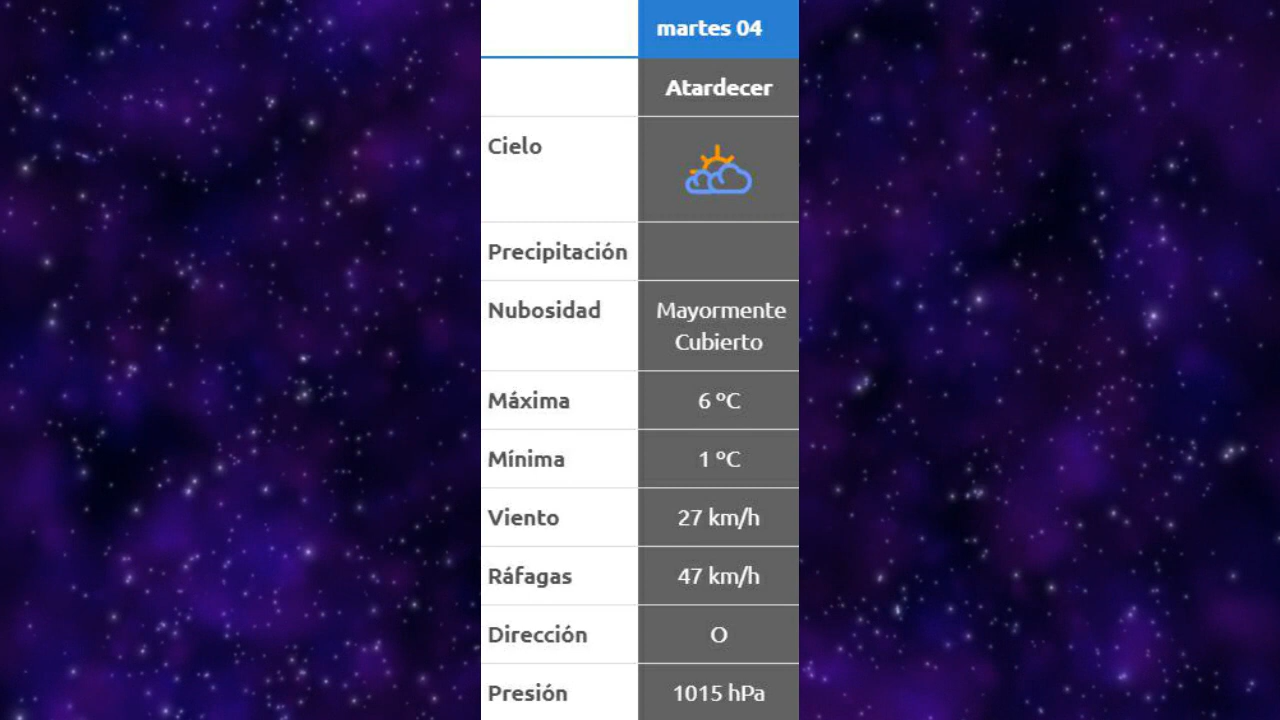 martes 04
Atardecer
Cielo
Precipitación
Nubosidad
Mayormente
Cubierto
Máxima
6 ºC
Mínima
1 ºC
Viento
27 km/h
Ráfagas
47 km/h
Dirección
O
Presión
1015 hPa